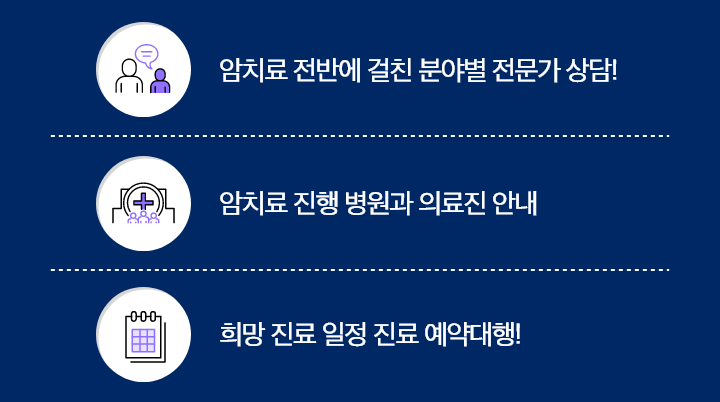 암치료 전반에 걸친 분야별 전문가 상담!
암치료 진행 병원과 의료진 안내
희망 진료 일정 진료 예약대행!